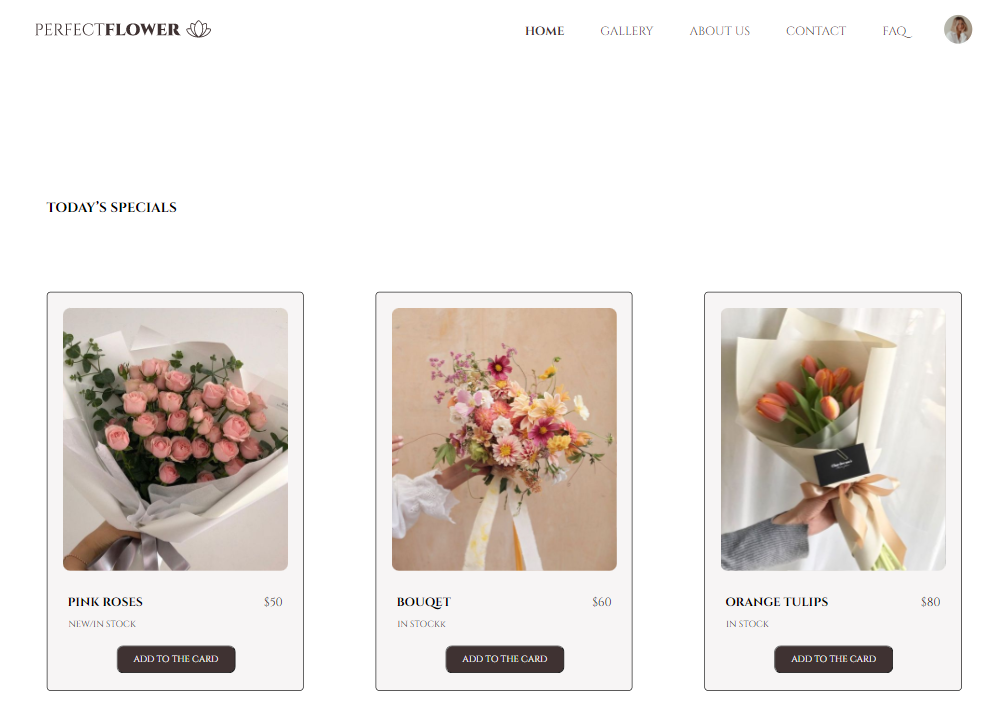 PERFECTFLOWER
HOME GALLERY ABOUT US CONTACT FAQ
TODAY'S SPECIALS
PINK ROSES $50
NEW/IN STOCK
ADD TO THE CARD
BOUQET $60
IN STOCKK
ADD TO THE CARD
ORANGE TULIPS $80
IN STOCK
ADD TO THE CARD